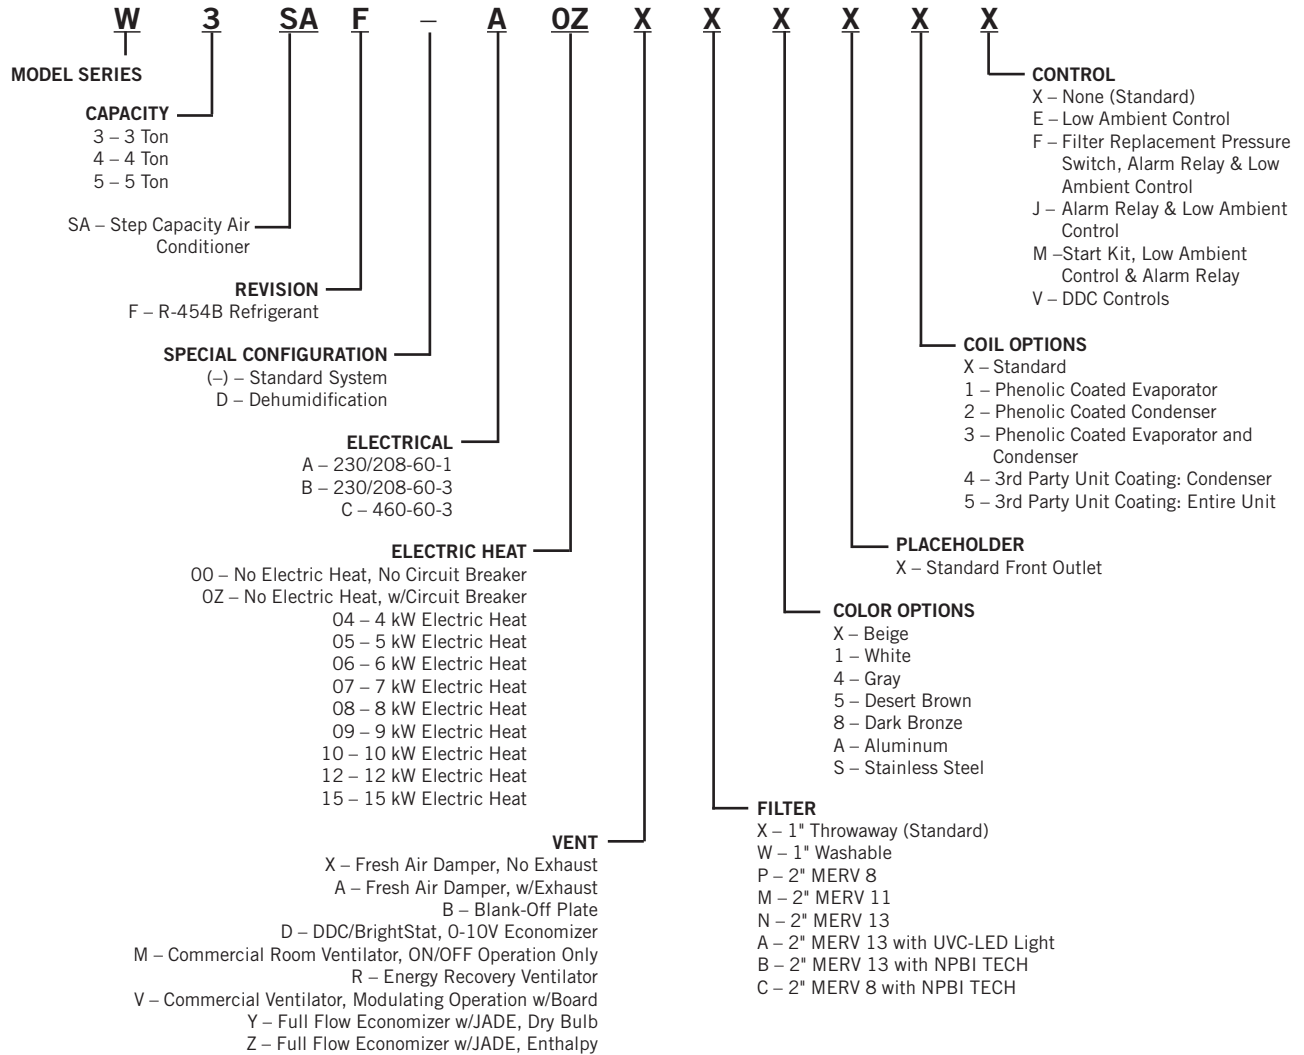 W 3 SA F – A 0Z X X X X X X
MODEL SERIES
CAPACITY
3 – 3 Ton
4 – 4 Ton
5 – 5 Ton
SA – Step Capacity Air
Conditioner
REVISION
F – R-454B Refrigerant
SPECIAL CONFIGURATION
(–) – Standard System
D – Dehumidification
ELECTRICAL
A – 230/208-60-1
B – 230/208-60-3
C – 460-60-3
ELECTRIC HEAT
00 – No Electric Heat, No Circuit Breaker
0Z – No Electric Heat, w/Circuit Breaker
04 – 4 kW Electric Heat
05 – 5 kW Electric Heat
06 – 6 kW Electric Heat
07 – 7 kW Electric Heat
08 – 8 kW Electric Heat
09 – 9 kW Electric Heat
10 – 10 kW Electric Heat
12 – 12 kW Electric Heat
15 – 15 kW Electric Heat
VENT
X – Fresh Air Damper, No Exhaust
A – Fresh Air Damper, w/Exhaust
B – Blank-Off Plate
D – DDC/BrightStat, 0-10V Economizer
M – Commercial Room Ventilator, ON/OFF Operation Only
R – Energy Recovery Ventilator
V – Commercial Ventilator, Modulating Operation w/Board
Y – Full Flow Economizer w/JADE, Dry Bulb
Z – Full Flow Economizer w/JADE, Enthalpy
CONTROL
X – None (Standard)
E – Low Ambient Control
F – Filter Replacement Pressure
Switch, Alarm Relay & Low
Ambient Control
J – Alarm Relay & Low Ambient
Control
M –Start Kit, Low Ambient
Control & Alarm Relay
V – DDC Controls
COIL OPTIONS
X – Standard
1 – Phenolic Coated Evaporator
2 – Phenolic Coated Condenser
3 – Phenolic Coated Evaporator and
Condenser
4 – 3rd Party Unit Coating: Condenser
5 – 3rd Party Unit Coating: Entire Unit
PLACEHOLDER
X – Standard Front Outlet
COLOR OPTIONS
X – Beige
1 – White
4 – Gray
5 – Desert Brown
8 – Dark Bronze
A – Aluminum
S – Stainless Steel
FILTER
X – 1" Throwaway (Standard)
W – 1" Washable
P – 2" MERV 8
M – 2" MERV 11
N – 2" MERV 13
A – 2" MERV 13 with UVC-LED Light
B – 2" MERV 13 with NPBI TECH
C – 2" MERV 8 with NPBI TECH